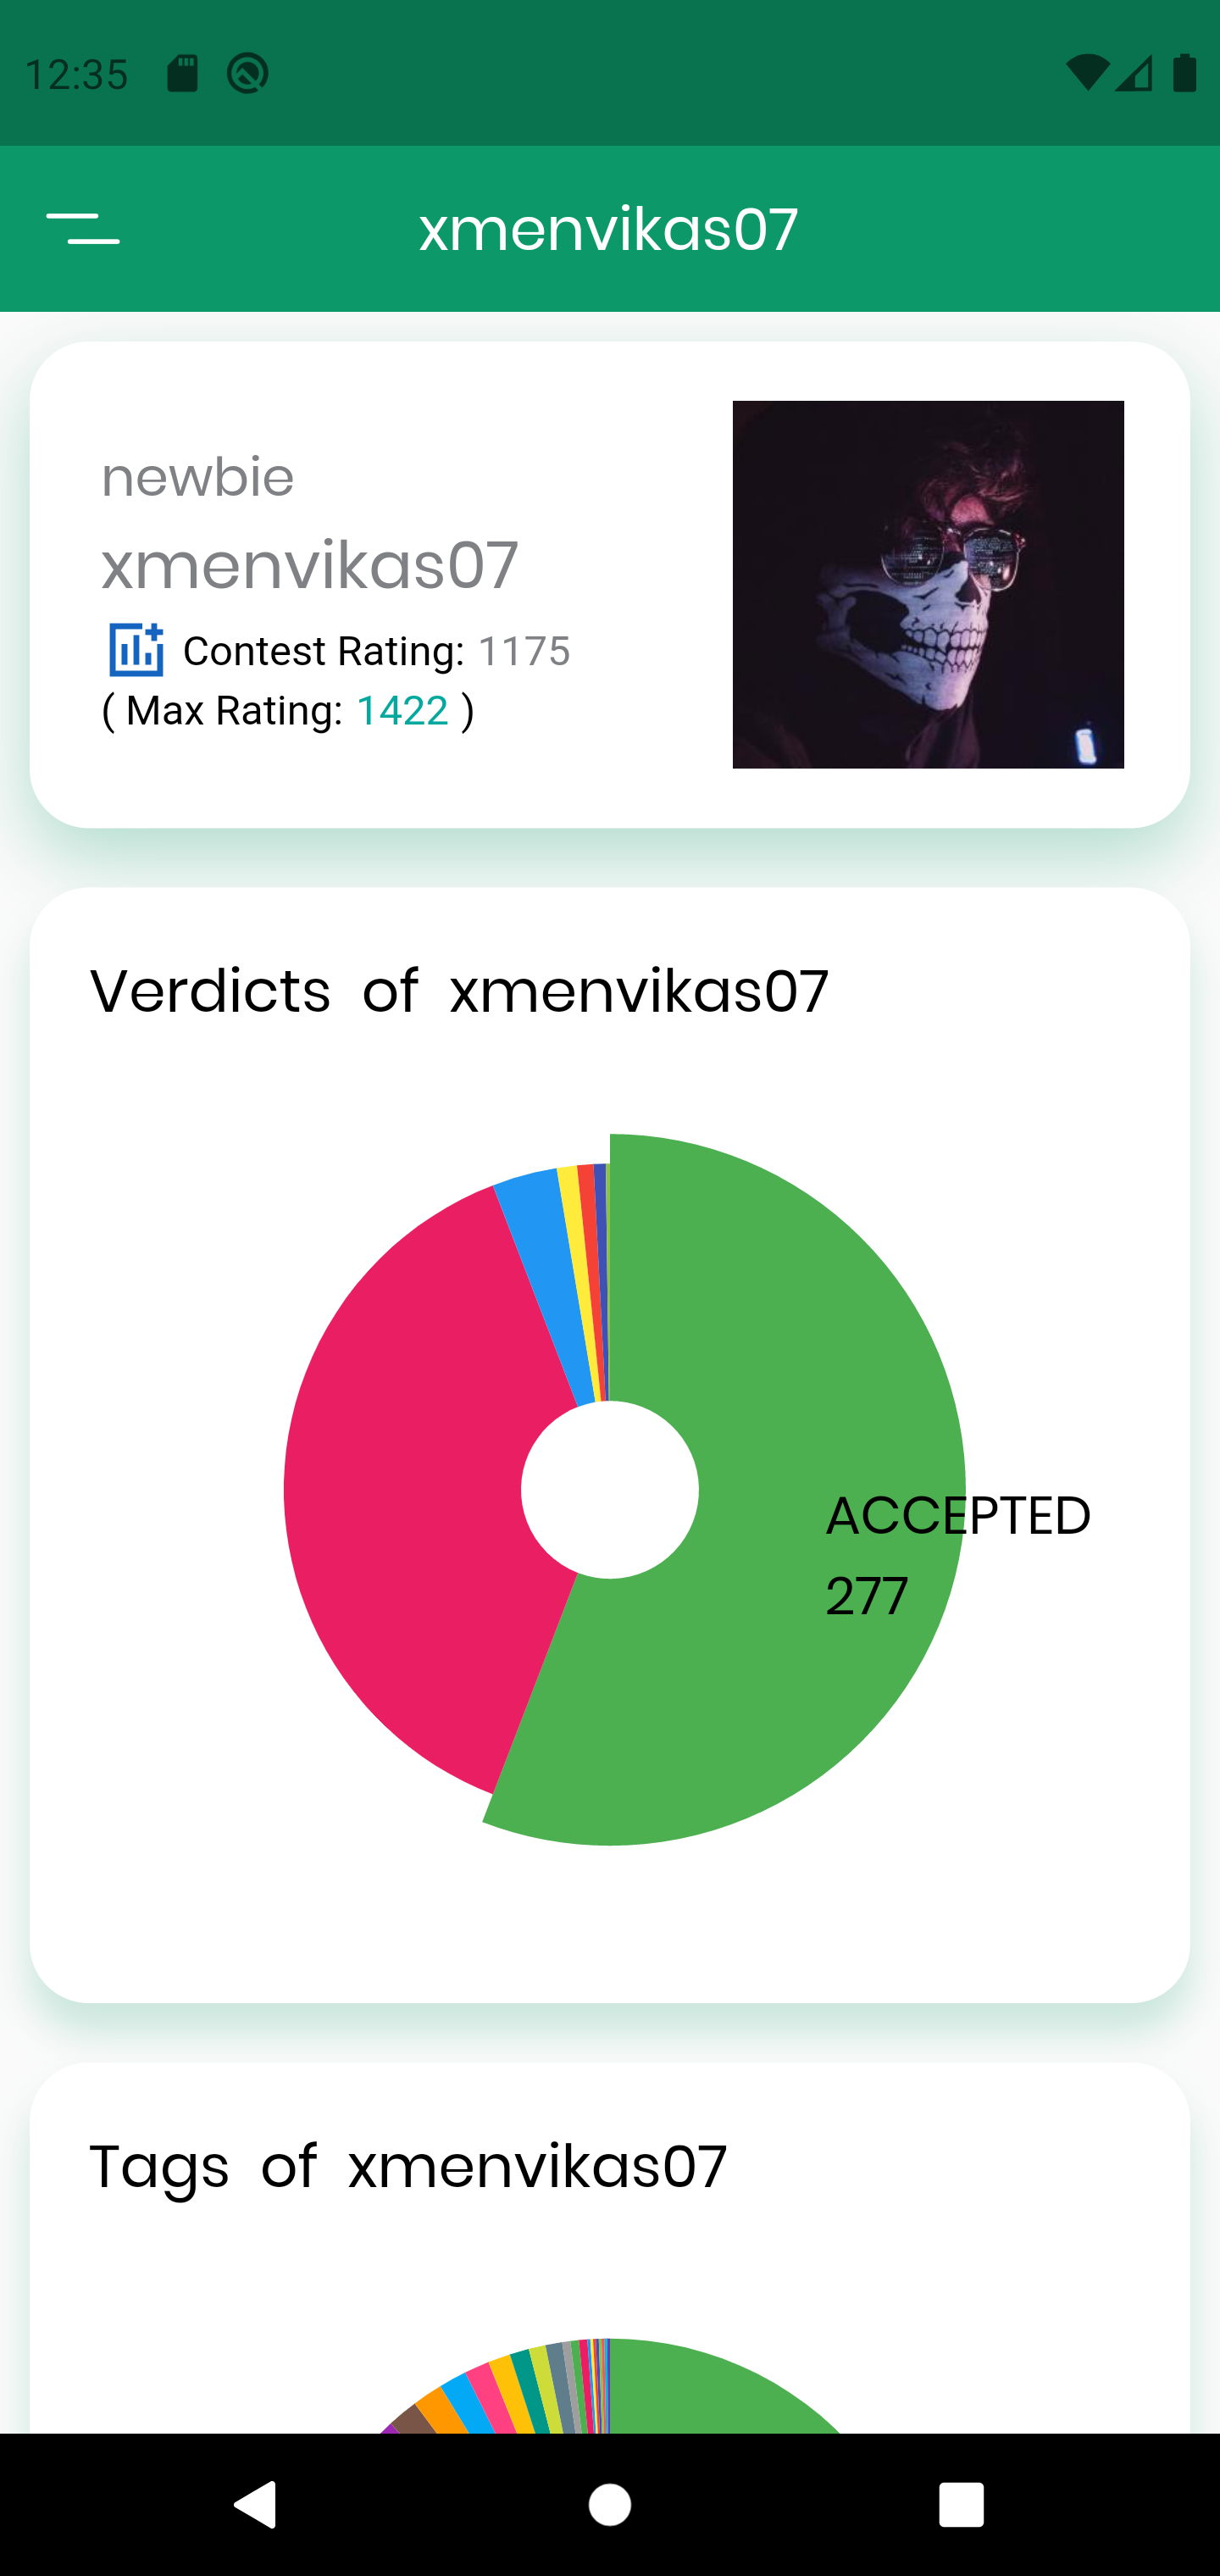 12:35
xmenvikas07
newbie
xmenvikas07
Contest Rating: 1175
( Max Rating: 1422 )
Verdicts of xmenvikas07
ACCEPTED
277
Tags of xmenvikas07